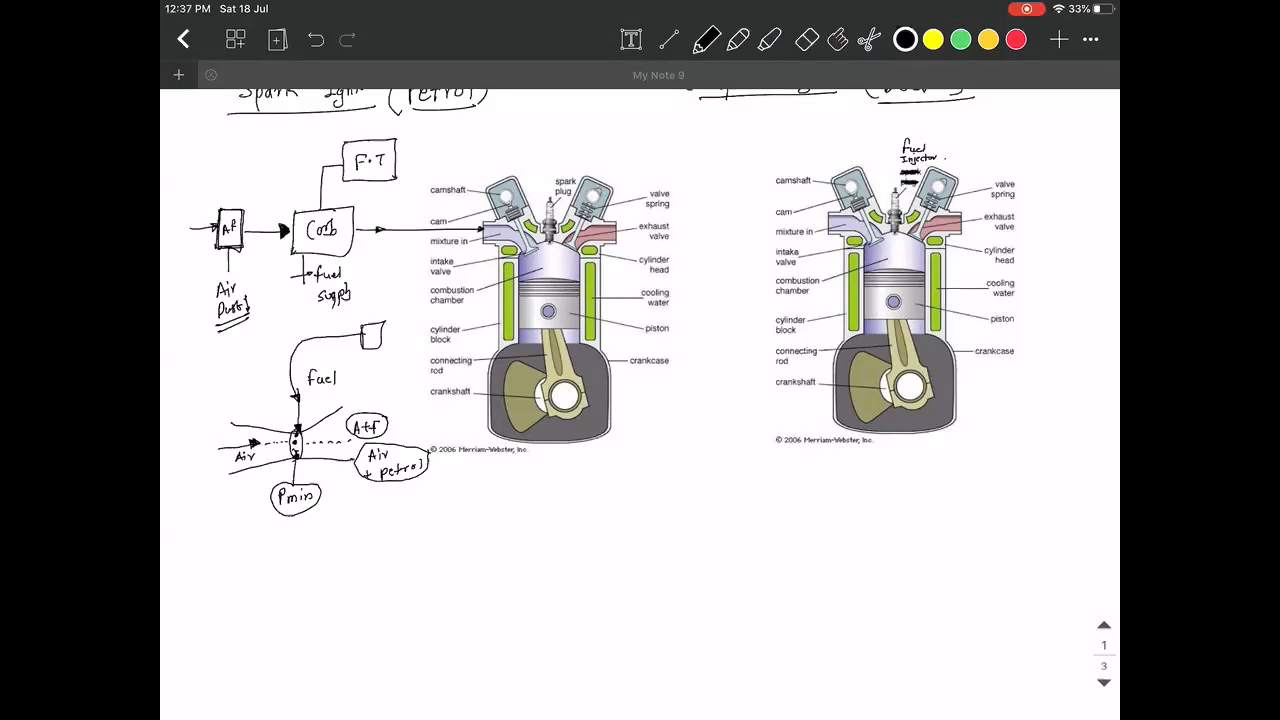 12:37 PM Sat 18 Jul
33%
My Note 9
Spark Ign
(Petrol)
F.T
AF
Carb
fuel
supply
Air
Fuel
Air
A+f
Air
+ petrol
Pmin
camshaft
spark
plug
valve
spring
cam
mixture in
exhaust
valve
intake
valve
cylinder
head
combustion
chamber
cooling
water
cylinder
block
piston
connecting
rod
crankcase
crankshaft
© 2006 Merriam-Webster, Inc.
fuel
Injector.
camshaft
valve
spring
cam
mixture in
exhaust
valve
intake
valve
cylinder
head
combustion
chamber
cooling
water
cylinder
block
piston
connecting
rod
crankcase
crankshaft
© 2006 Merriam-Webster, Inc.
1
3